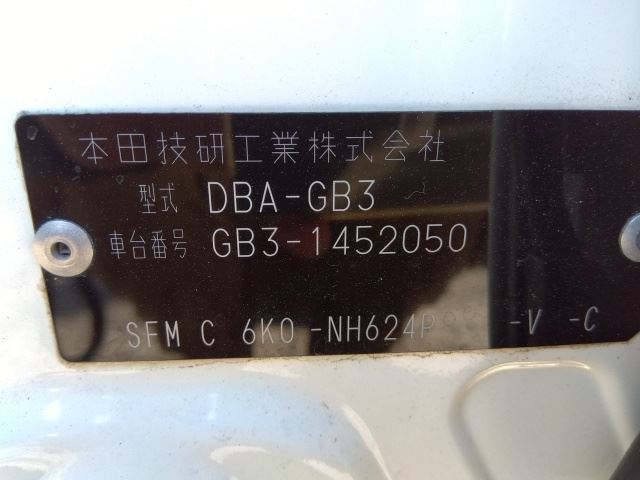 本田技研工業株式会社
型式 DBA-GB3
車台番号 GB3-1452050
SFM C 6K0 -NH624P -V -C